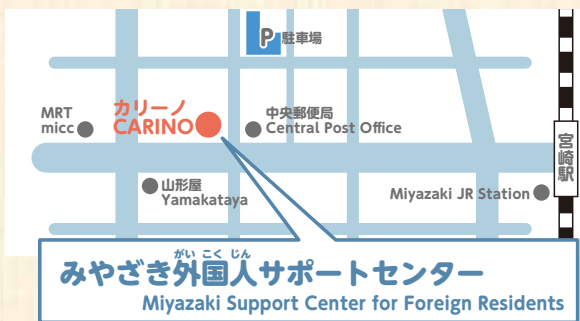 P 駐車場
MRT
micc
カリーノ
CARINO
中央郵便局
Central Post Office
山形屋
Yamakataya
宮崎駅
Miyazaki JR Station
がいこくじん
みやざき外国人サポートセンター
Miyazaki Support Center for Foreign Residents